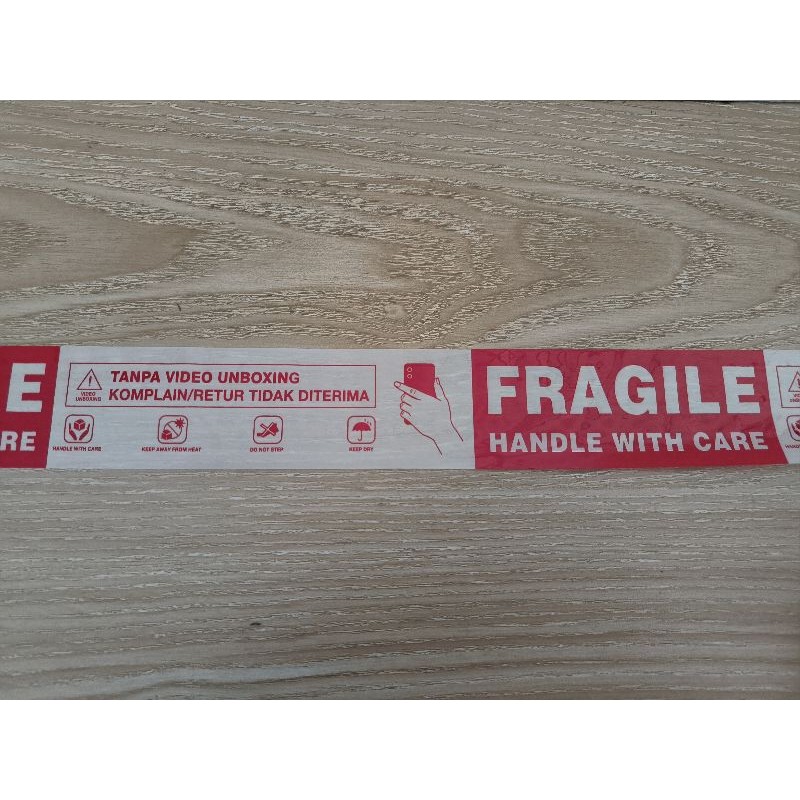 E
RE
VIDEO
UNBOXING
TANPA VIDEO UNBOXING
KOMPLAIN/RETUR TIDAK DITERIMA
HANDLE WITH CARE
KEEP AWAY FROM HEAT
DO NOT STEP
KEEP DRY
FRAGILE
HANDLE WITH CARE